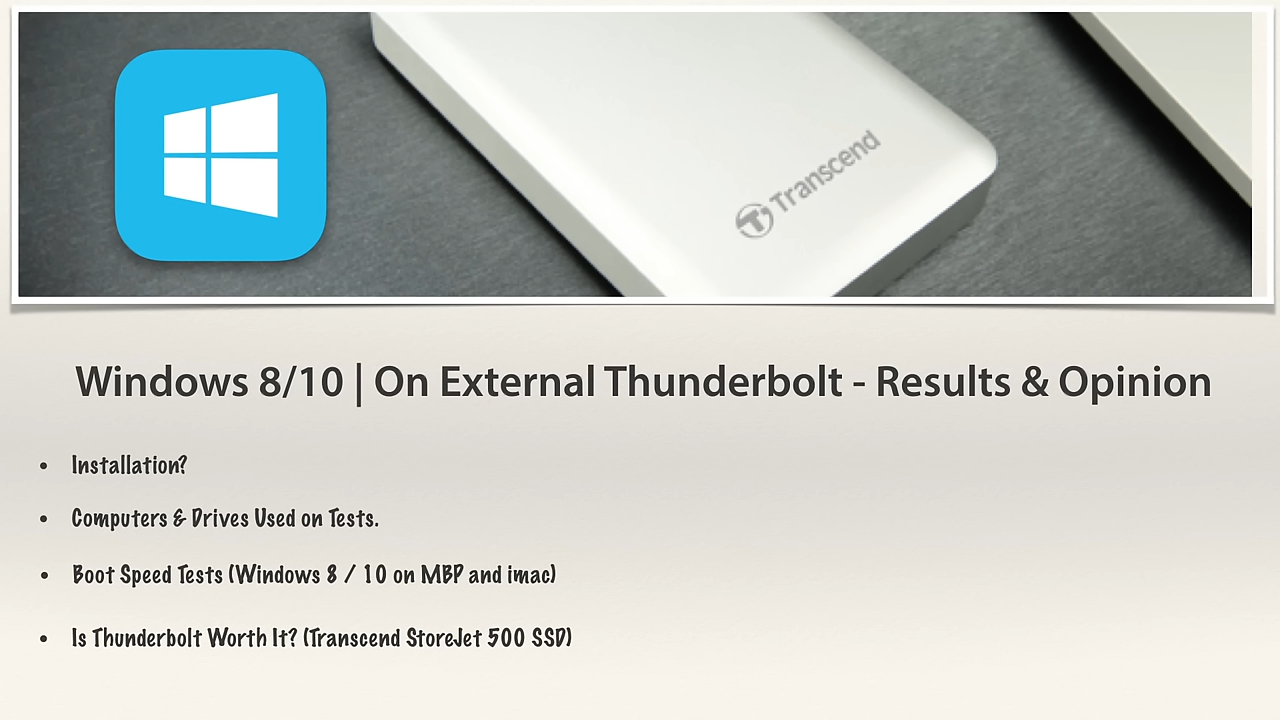 Transcend
Windows 8/10 | On External Thunderbolt - Results & Opinion
• Installation?
• Computers & Drives Used on Tests.
• Boot Speed Tests (Windows 8 / 10 on MBP and imac)
• Is Thunderbolt Worth It? (Transcend StoreJet 500 SSD)